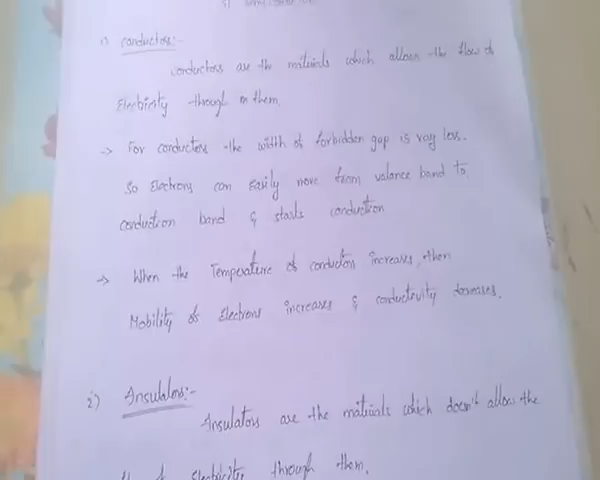 1) Conductors:-
Conductors are the materials which allows the flow of
Electricity through in them.
→ For conductors the width of forbidden gap is very less.
So Electrons can Easily move from valance band to
conduction band & starts conduction
→ When the Temperature of conductors increases, then
Mobility of Electrons increases & conductivity decreases.
2) Insulators:-
Insulators are the materials which doesn't allow the
of Electricity through them.